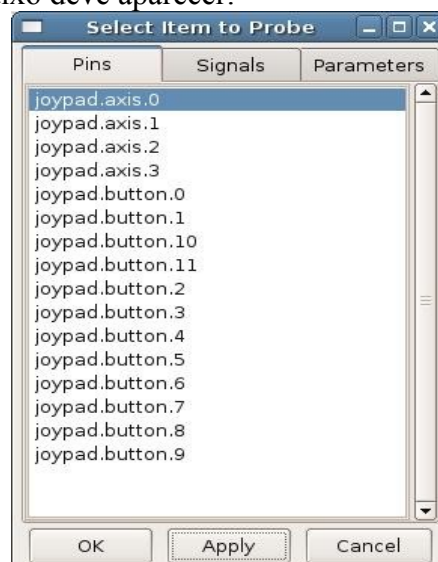 ixo deve aparecer:
Select Item to Probe
Pins Signals Parameters
joypad.axis.0
joypad.axis.1
joypad.axis.2
joypad.axis.3
joypad.button.0
joypad.button.1
joypad.button.10
joypad.button.11
joypad.button.2
joypad.button.3
joypad.button.4
joypad.button.5
joypad.button.6
joypad.button.7
joypad.button.8
joypad.button.9
OK Apply Cancel